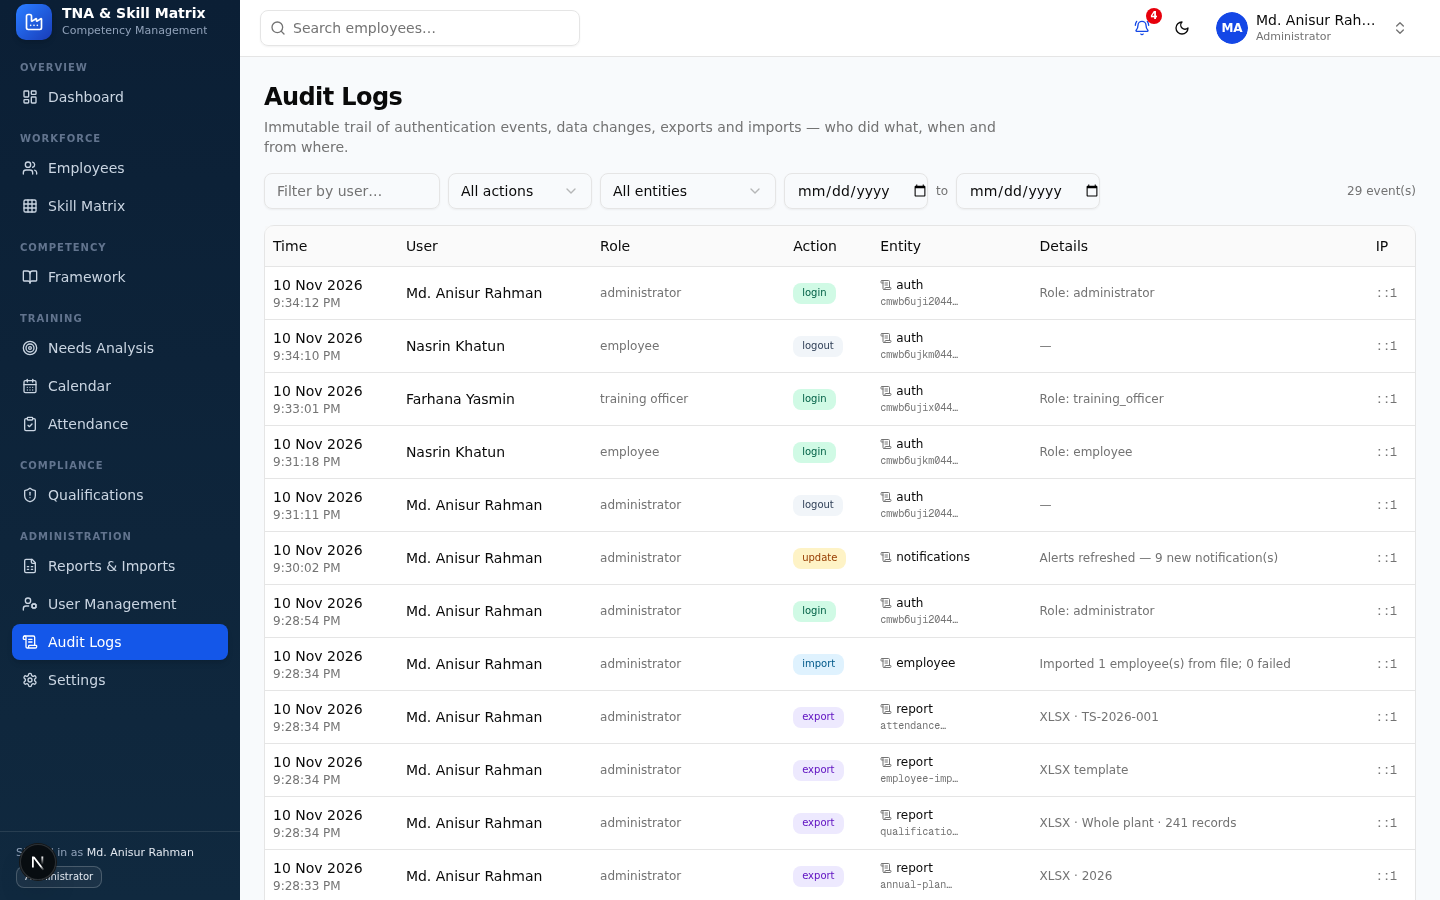 TNA & Skill Matrix
Competency Management
OVERVIEW
Dashboard
WORKFORCE
Employees
Skill Matrix
COMPETENCY
Framework
TRAINING
Needs Analysis
Calendar
Attendance
COMPLIANCE
Qualifications
ADMINISTRATION
Reports & Imports
User Management
Audit Logs
Settings
in as Md. Anisur Rahman
Search employees...
4
MA
Md. Anisur Rah...
Administrator
Audit Logs
Immutable trail of authentication events, data changes, exports and imports — who did what, when and
from where.
Filter by user... All actions All entities mm/dd/yyyy to mm/dd/yyyy 29 event(s)
Time User Role Action Entity Details IP
10 Nov 2026 9:34:12 PM Md. Anisur Rahman administrator login auth cmwb6uji2044... Role: administrator ::1
10 Nov 2026 9:34:10 PM Nasrin Khatun employee logout auth cmwb6ujkm044... — ::1
10 Nov 2026 9:33:01 PM Farhana Yasmin training officer login auth cmwb6ujix044... Role: training_officer ::1
10 Nov 2026 9:31:18 PM Nasrin Khatun employee login auth cmwb6ujkm044... Role: employee ::1
10 Nov 2026 9:31:11 PM Md. Anisur Rahman administrator logout auth cmwb6uji2044... — ::1
10 Nov 2026 9:30:02 PM Md. Anisur Rahman administrator update notifications Alerts refreshed — 9 new notification(s) ::1
10 Nov 2026 9:28:54 PM Md. Anisur Rahman administrator login auth cmwb6uji2044... Role: administrator ::1
10 Nov 2026 9:28:34 PM Md. Anisur Rahman administrator import employee Imported 1 employee(s) from file; 0 failed ::1
10 Nov 2026 9:28:34 PM Md. Anisur Rahman administrator export report attendance... XLSX · TS-2026-001 ::1
10 Nov 2026 9:28:34 PM Md. Anisur Rahman administrator export report employee-imp... XLSX template ::1
10 Nov 2026 9:28:34 PM Md. Anisur Rahman administrator export report qualificatio... XLSX · Whole plant · 241 records ::1
10 Nov 2026 9:28:33 PM Md. Anisur Rahman administrator export report annual-plan... XLSX · 2026 ::1